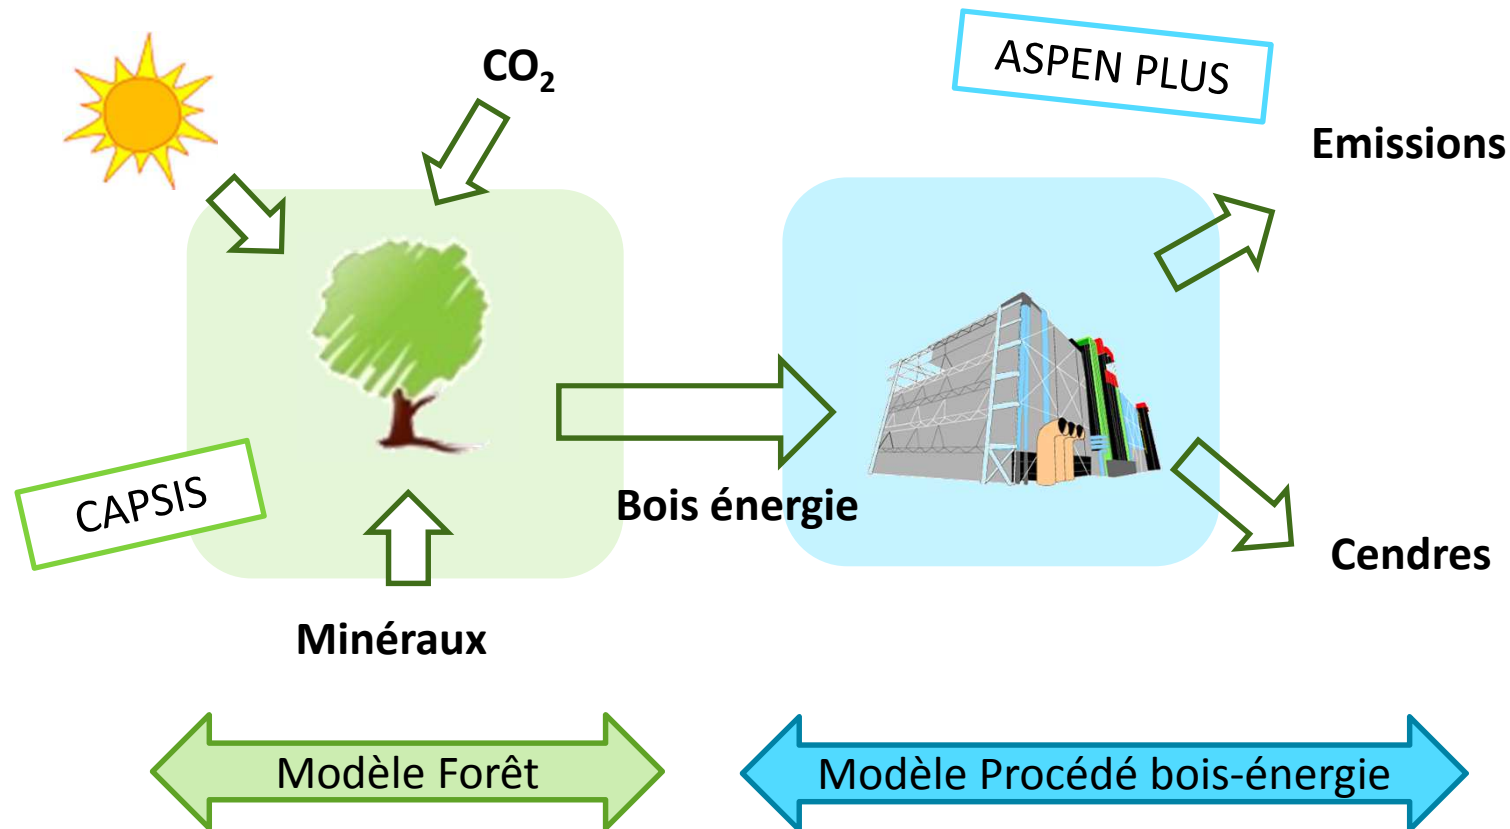 CO₂
ASPEN PLUS
Emissions
CAPSIS
Bois énergie
Cendres
Minéraux
Modèle Forêt
Modèle Procédé bois-énergie